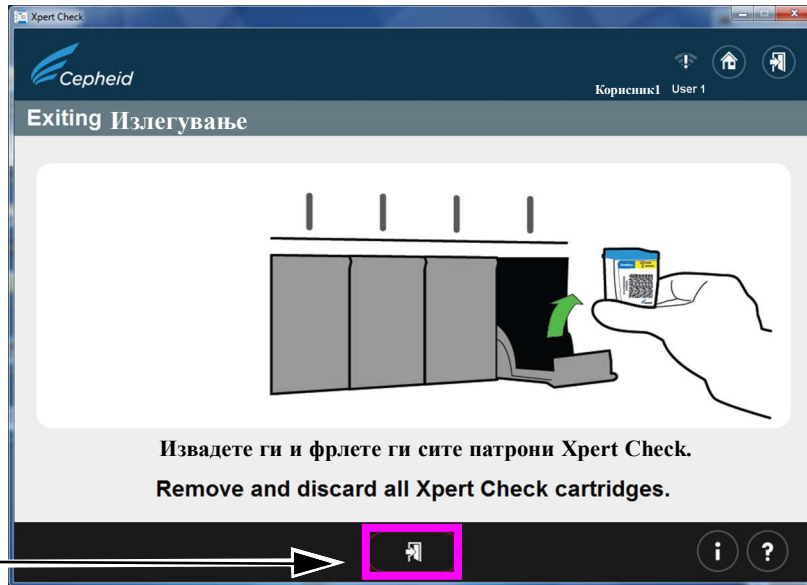 Xpert Check
Cepheid
Корисник1 User 1
Exiting Излегување
Извадете ги и фрлете ги сите патрони Xpert Check.
Remove and discard all Xpert Check cartridges.
i ?